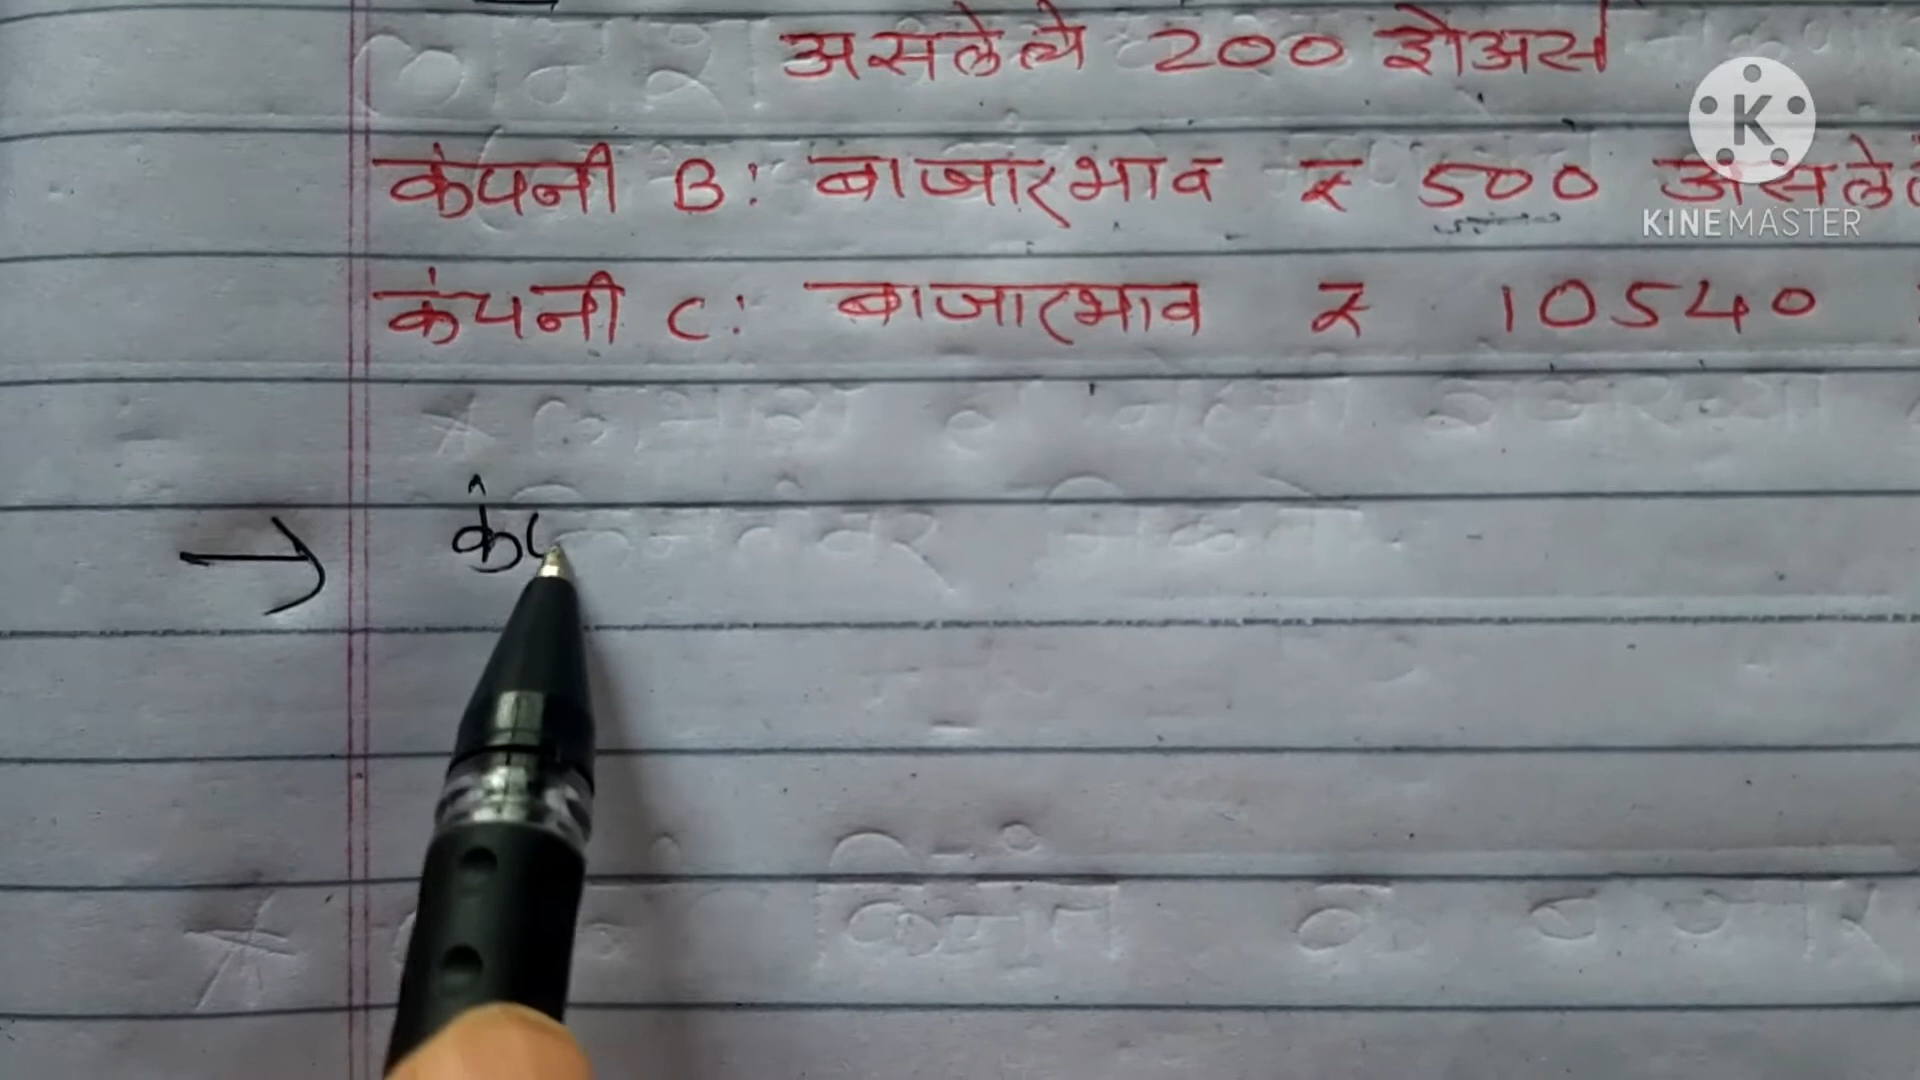 असलेले 200 शेअर्स
कंपनी B: बाजारभाव ₹ 500 असलेले
कंपनी C: बाजारभाव ₹ 10540
KINEMASTER
→